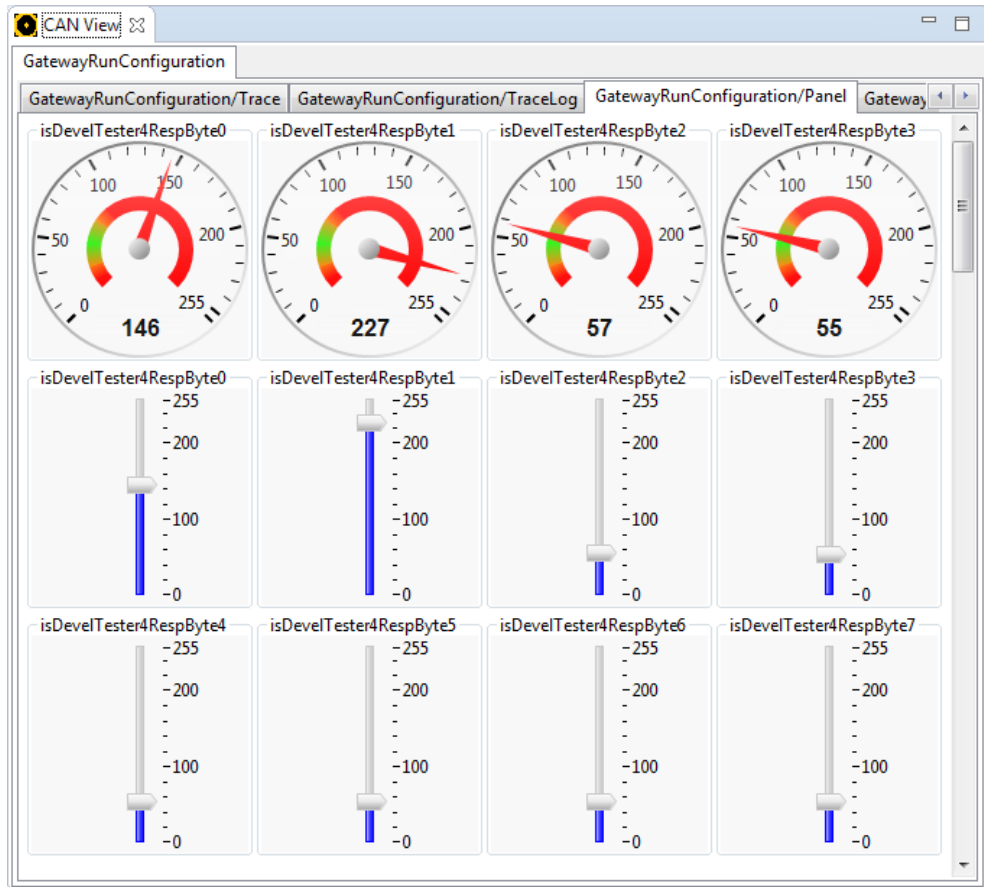 CAN View
GatewayRunConfiguration
GatewayRunConfiguration/Trace GatewayRunConfiguration/TraceLog GatewayRunConfiguration/Panel Gateway
isDevelTester4RespByte0 isDevelTester4RespByte1 isDevelTester4RespByte2 isDevelTester4RespByte3
100 150 100 150 100 150 100 150
50 200 50 200 50 200 50 200
0 255 0 255 0 255 0 255
146 227 57 55
isDevelTester4RespByte0 isDevelTester4RespByte1 isDevelTester4RespByte2 isDevelTester4RespByte3
255 255 255 255
200 200 200 200
100 100 100 100
0 0 0 0
isDevelTester4RespByte4 isDevelTester4RespByte5 isDevelTester4RespByte6 isDevelTester4RespByte7
255 255 255 255
200 200 200 200
100 100 100 100
0 0 0 0